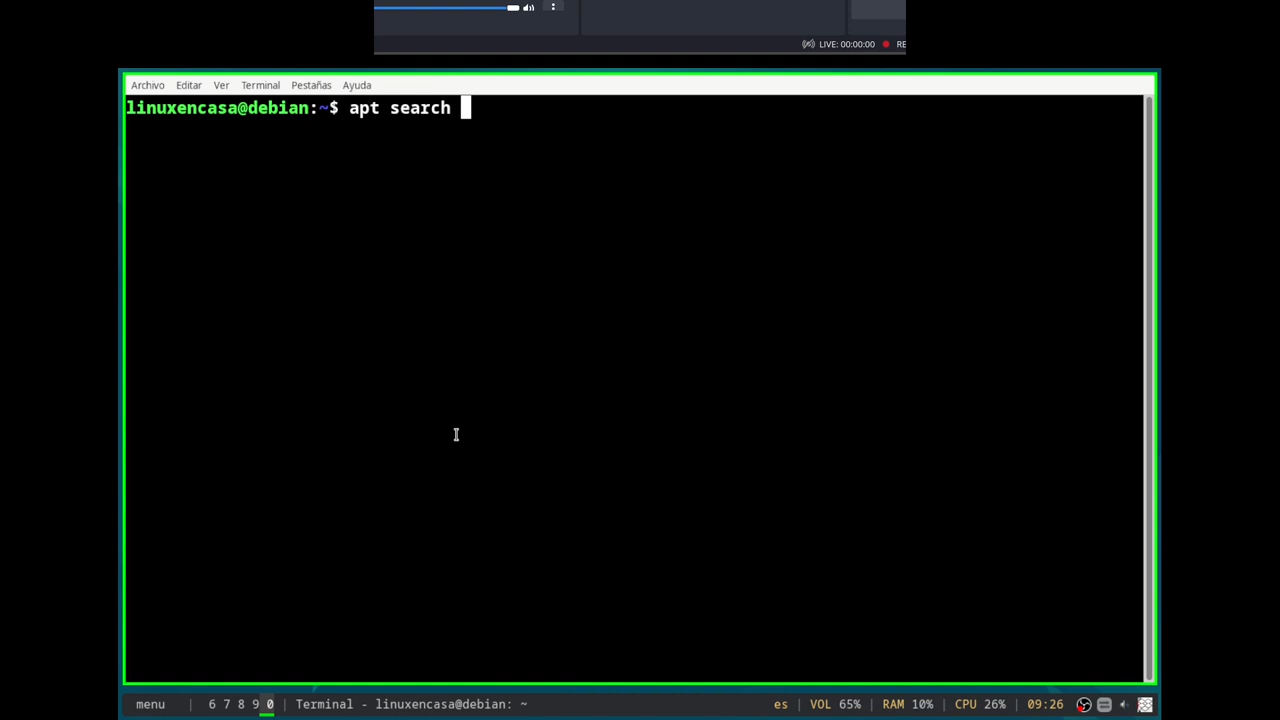 LIVE: 00:00:00 RE
Archivo Editar Ver Terminal Pestañas Ayuda
linuxencasa@debian:~$ apt search
menu | 6 7 8 9 0 | Terminal - linuxencasa@debian: ~ es | VOL 65% | RAM 10% | CPU 26% | 09:26